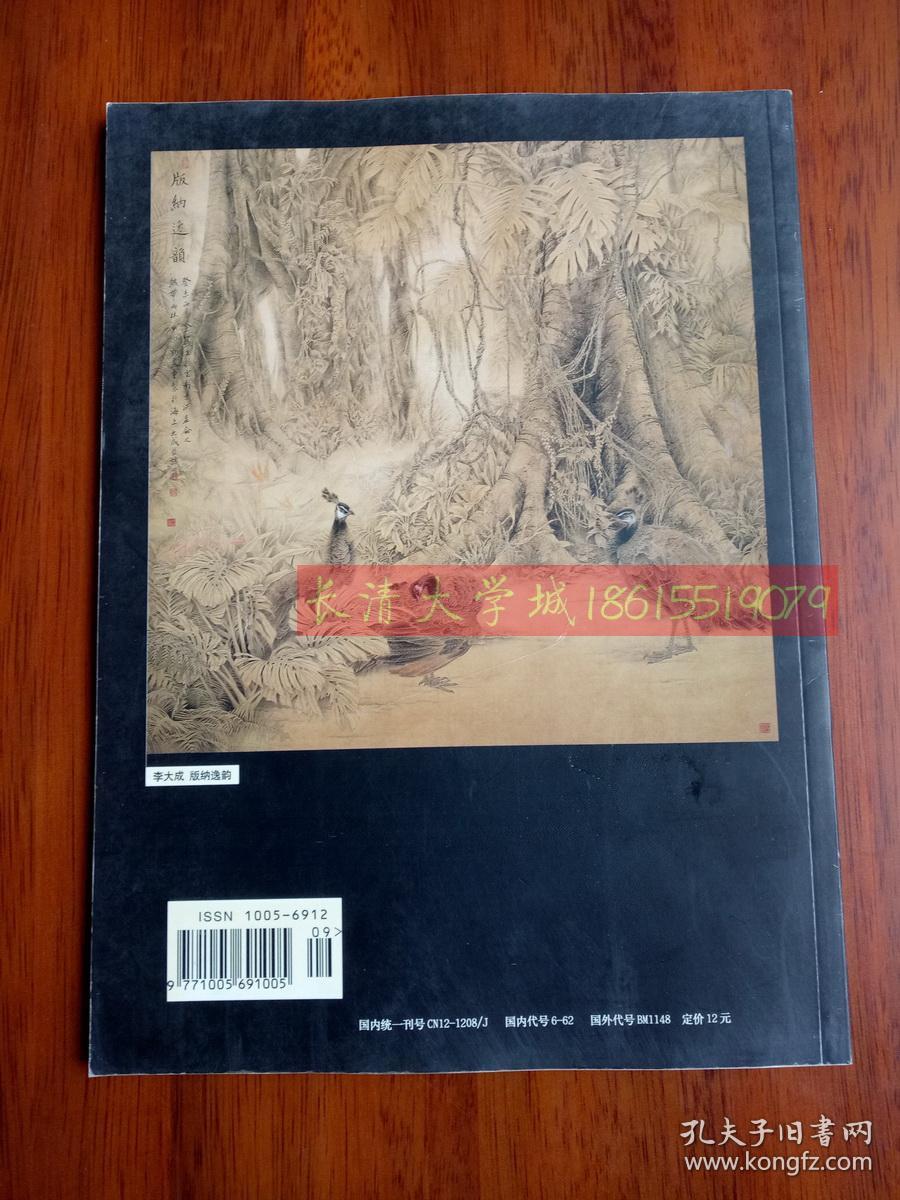 版納逸韻
长清大学城18615519079
李大成 版纳逸韵
ISSN 1005-6912
09>
9 771005 691005
国内统一刊号CN12-1208/J 国内代号6-62 国外代号BM1148 定价12元
孔夫子旧书网
www.kongfz.com